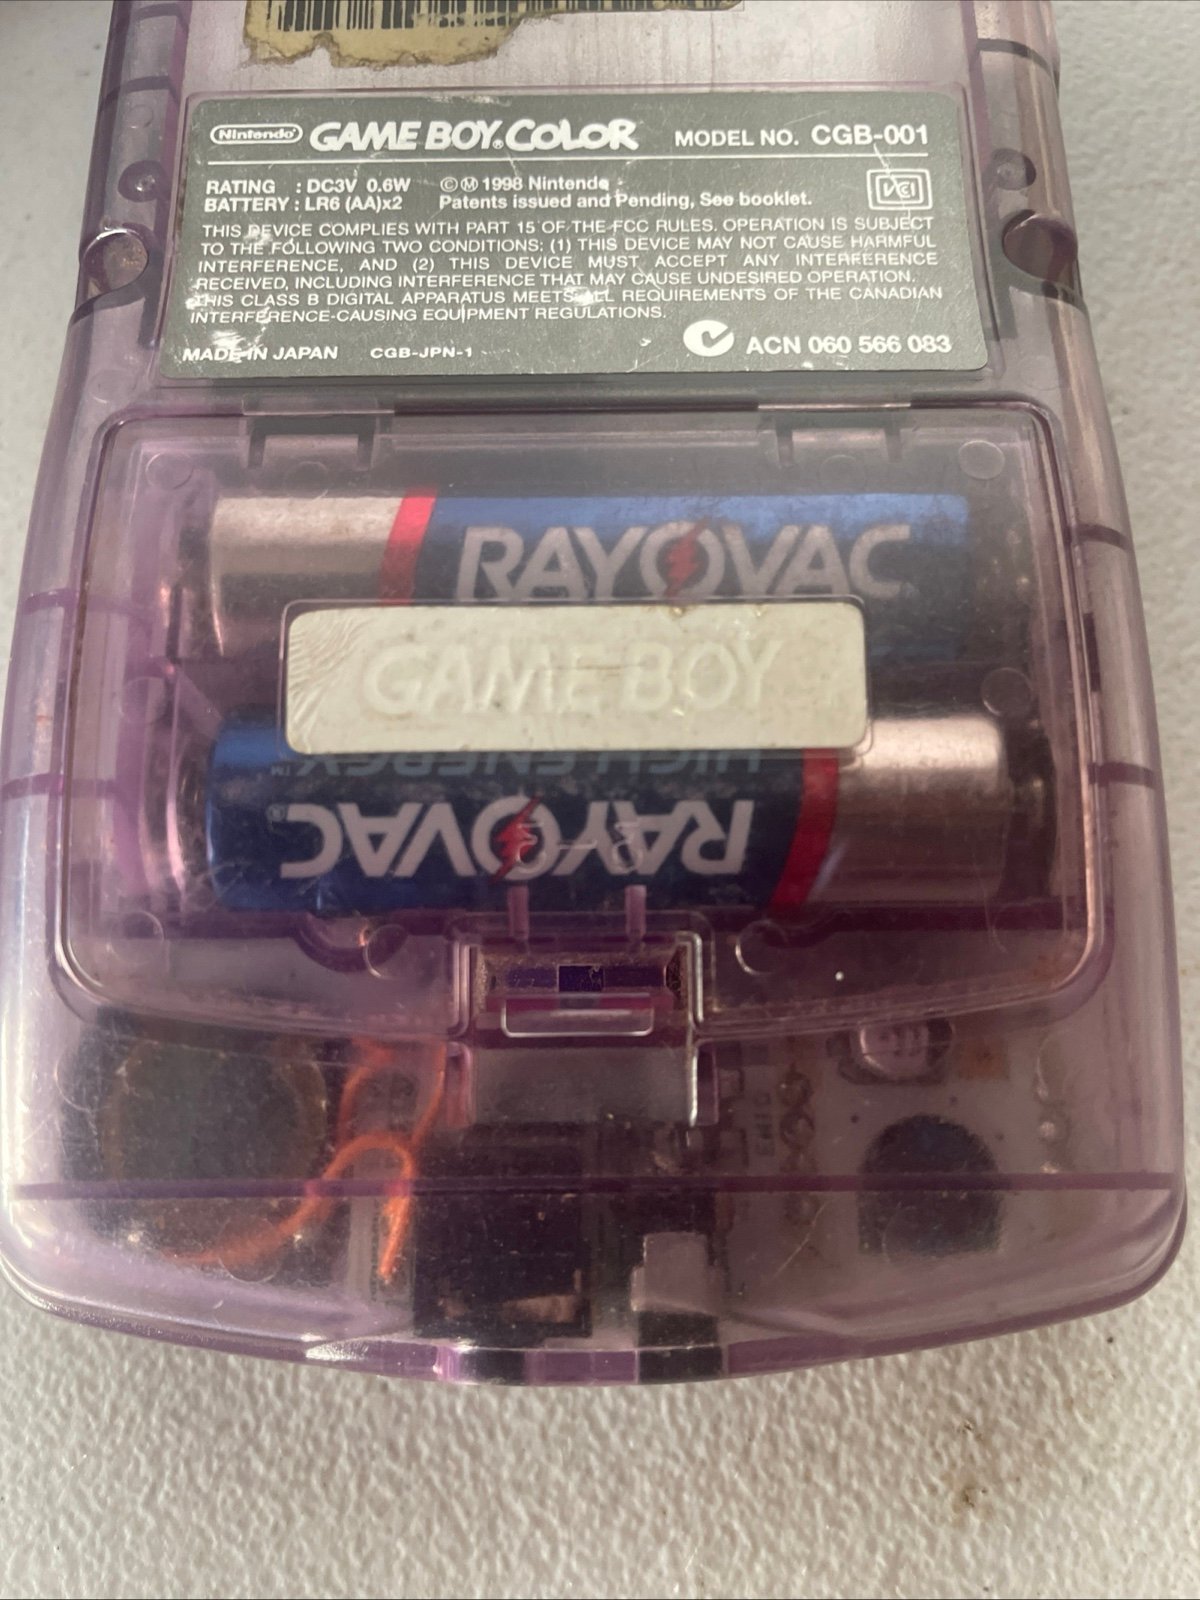 Nintendo GAME BOY COLOR MODEL NO. CGB-001
RATING : DC3V 0.6W
BATTERY : LR6 (AA)x2
©Ⓜ 1998 Nintendo
Patents issued and Pending, See booklet.
VCI
THIS DEVICE COMPLIES WITH PART 15 OF THE FCC RULES. OPERATION IS SUBJECT
TO THE FOLLOWING TWO CONDITIONS: (1) THIS DEVICE MAY NOT CAUSE HARMFUL
INTERFERENCE, AND (2) THIS DEVICE MUST ACCEPT ANY INTERFERENCE
RECEIVED, INCLUDING INTERFERENCE THAT MAY CAUSE UNDESIRED OPERATION.
THIS CLASS B DIGITAL APPARATUS MEETS ALL REQUIREMENTS OF THE CANADIAN
INTERFERENCE-CAUSING EQUIPMENT REGULATIONS.
MADE IN JAPAN CGB-JPN-1 ACN 060 566 083
RAYOVAC
GAME BOY
HIGH ENERGY™
RAYOVAC®